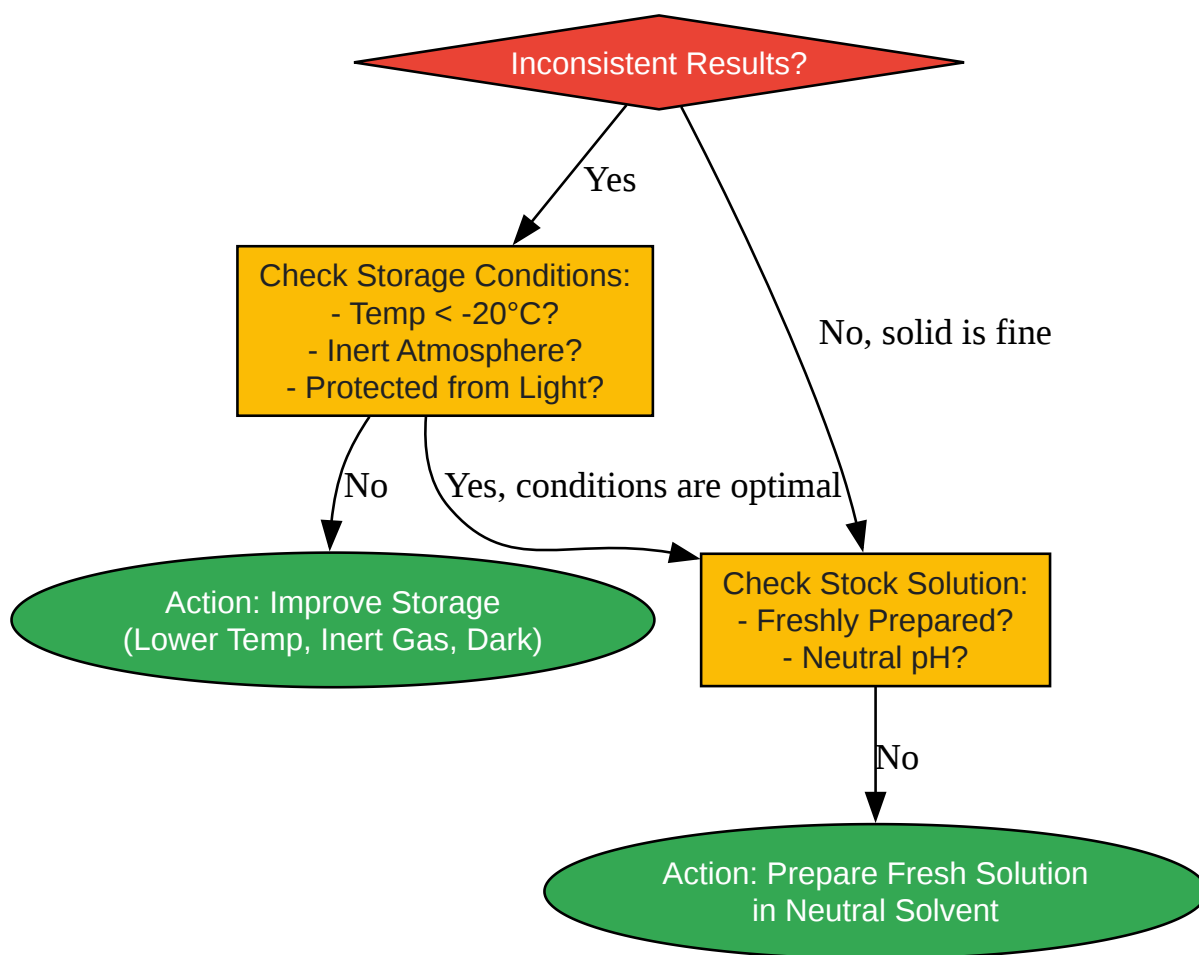 Inconsistent Results?
Yes
Check Storage Conditions:
- Temp < -20°C?
- Inert Atmosphere?
- Protected from Light?
No, solid is fine
No
Yes, conditions are optimal
Action: Improve Storage
(Lower Temp, Inert Gas, Dark)
Check Stock Solution:
- Freshly Prepared?
- Neutral pH?
No
Action: Prepare Fresh Solution
in Neutral Solvent